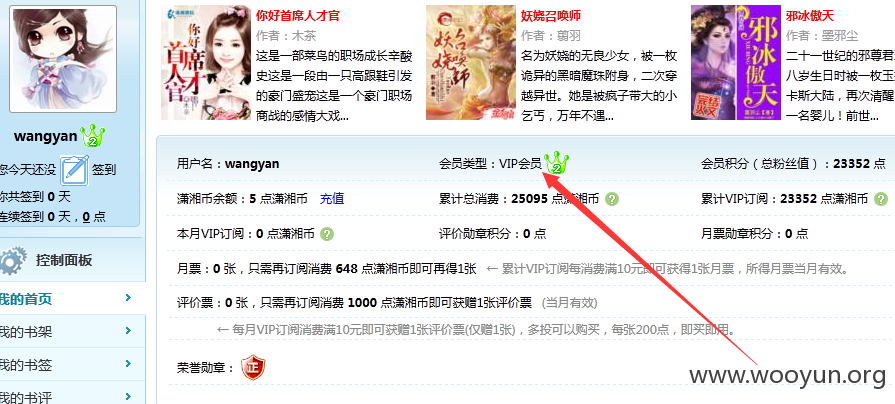 你好首席人才官
作者：木茶
这是一部菜鸟的职场成长辛酸
史这是一段由一只高跟鞋引发
的豪门盛宠这是一个豪门职场
商战的感情大戏...
妖娆召唤师
作者：翦羽
名为妖娆的无良少女，被一枚
诡异的黑暗魔珠附身，二次穿
越异世。她是被疯子带大的小
乞丐，万年不遇...
邪冰傲天
作者：墨邪尘
二十一世纪的邪尊君
八岁生日时被一枚玉
卡斯大陆，再次清醒
一名婴儿！前世...
wangyan
您今天还没 签到
你共签到 0 天
连续签到 0 天，0 点
控制面板
我的首页
我的书架
我的书签
我的书评
用户名：wangyan
会员类型：VIP会员
会员积分（总粉丝值）：23352 点
潇湘币余额：5 点潇湘币 充值
累计总消费：25095 点潇湘币
累计VIP订阅：23352 点潇湘币
本月VIP订阅：0 点潇湘币
评价勋章积分：0 点
月票勋章积分：0 点
月票：0 张，只需再订阅消费 648 点潇湘币即可再得1张 ← 累计VIP订阅每消费满10元即可获得1张月票，所得月票当月有效。
评价票：0 张，只需再订阅消费 1000 点潇湘币即可获赠1张评价票 (当月有效)
← 每月VIP订阅消费满10元即可获赠1张评价票(仅赠1张)，多投可以购买，每张200点，即买即用。
荣誉勋章：正
www.wooyun.org